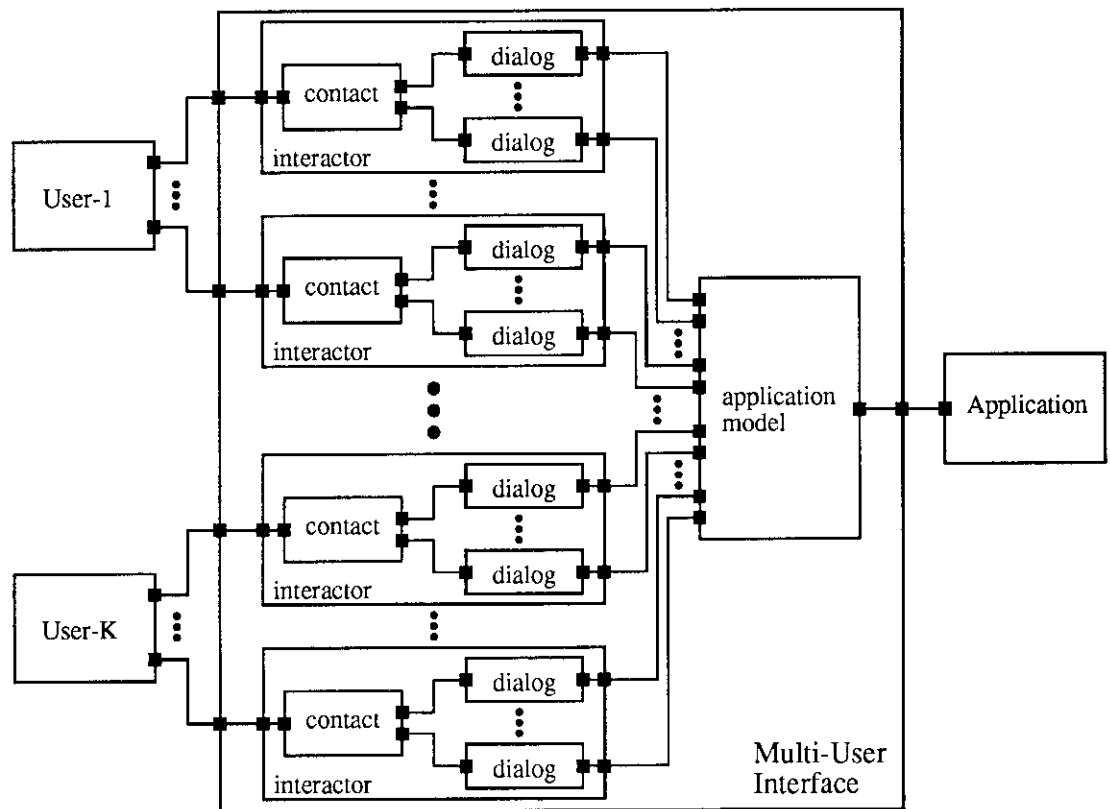 dialog
contact
dialog
interactor
User-1
dialog
contact
dialog
interactor
application
model
Application
dialog
contact
dialog
interactor
User-K
dialog
contact
dialog
interactor
Multi-User
Interface